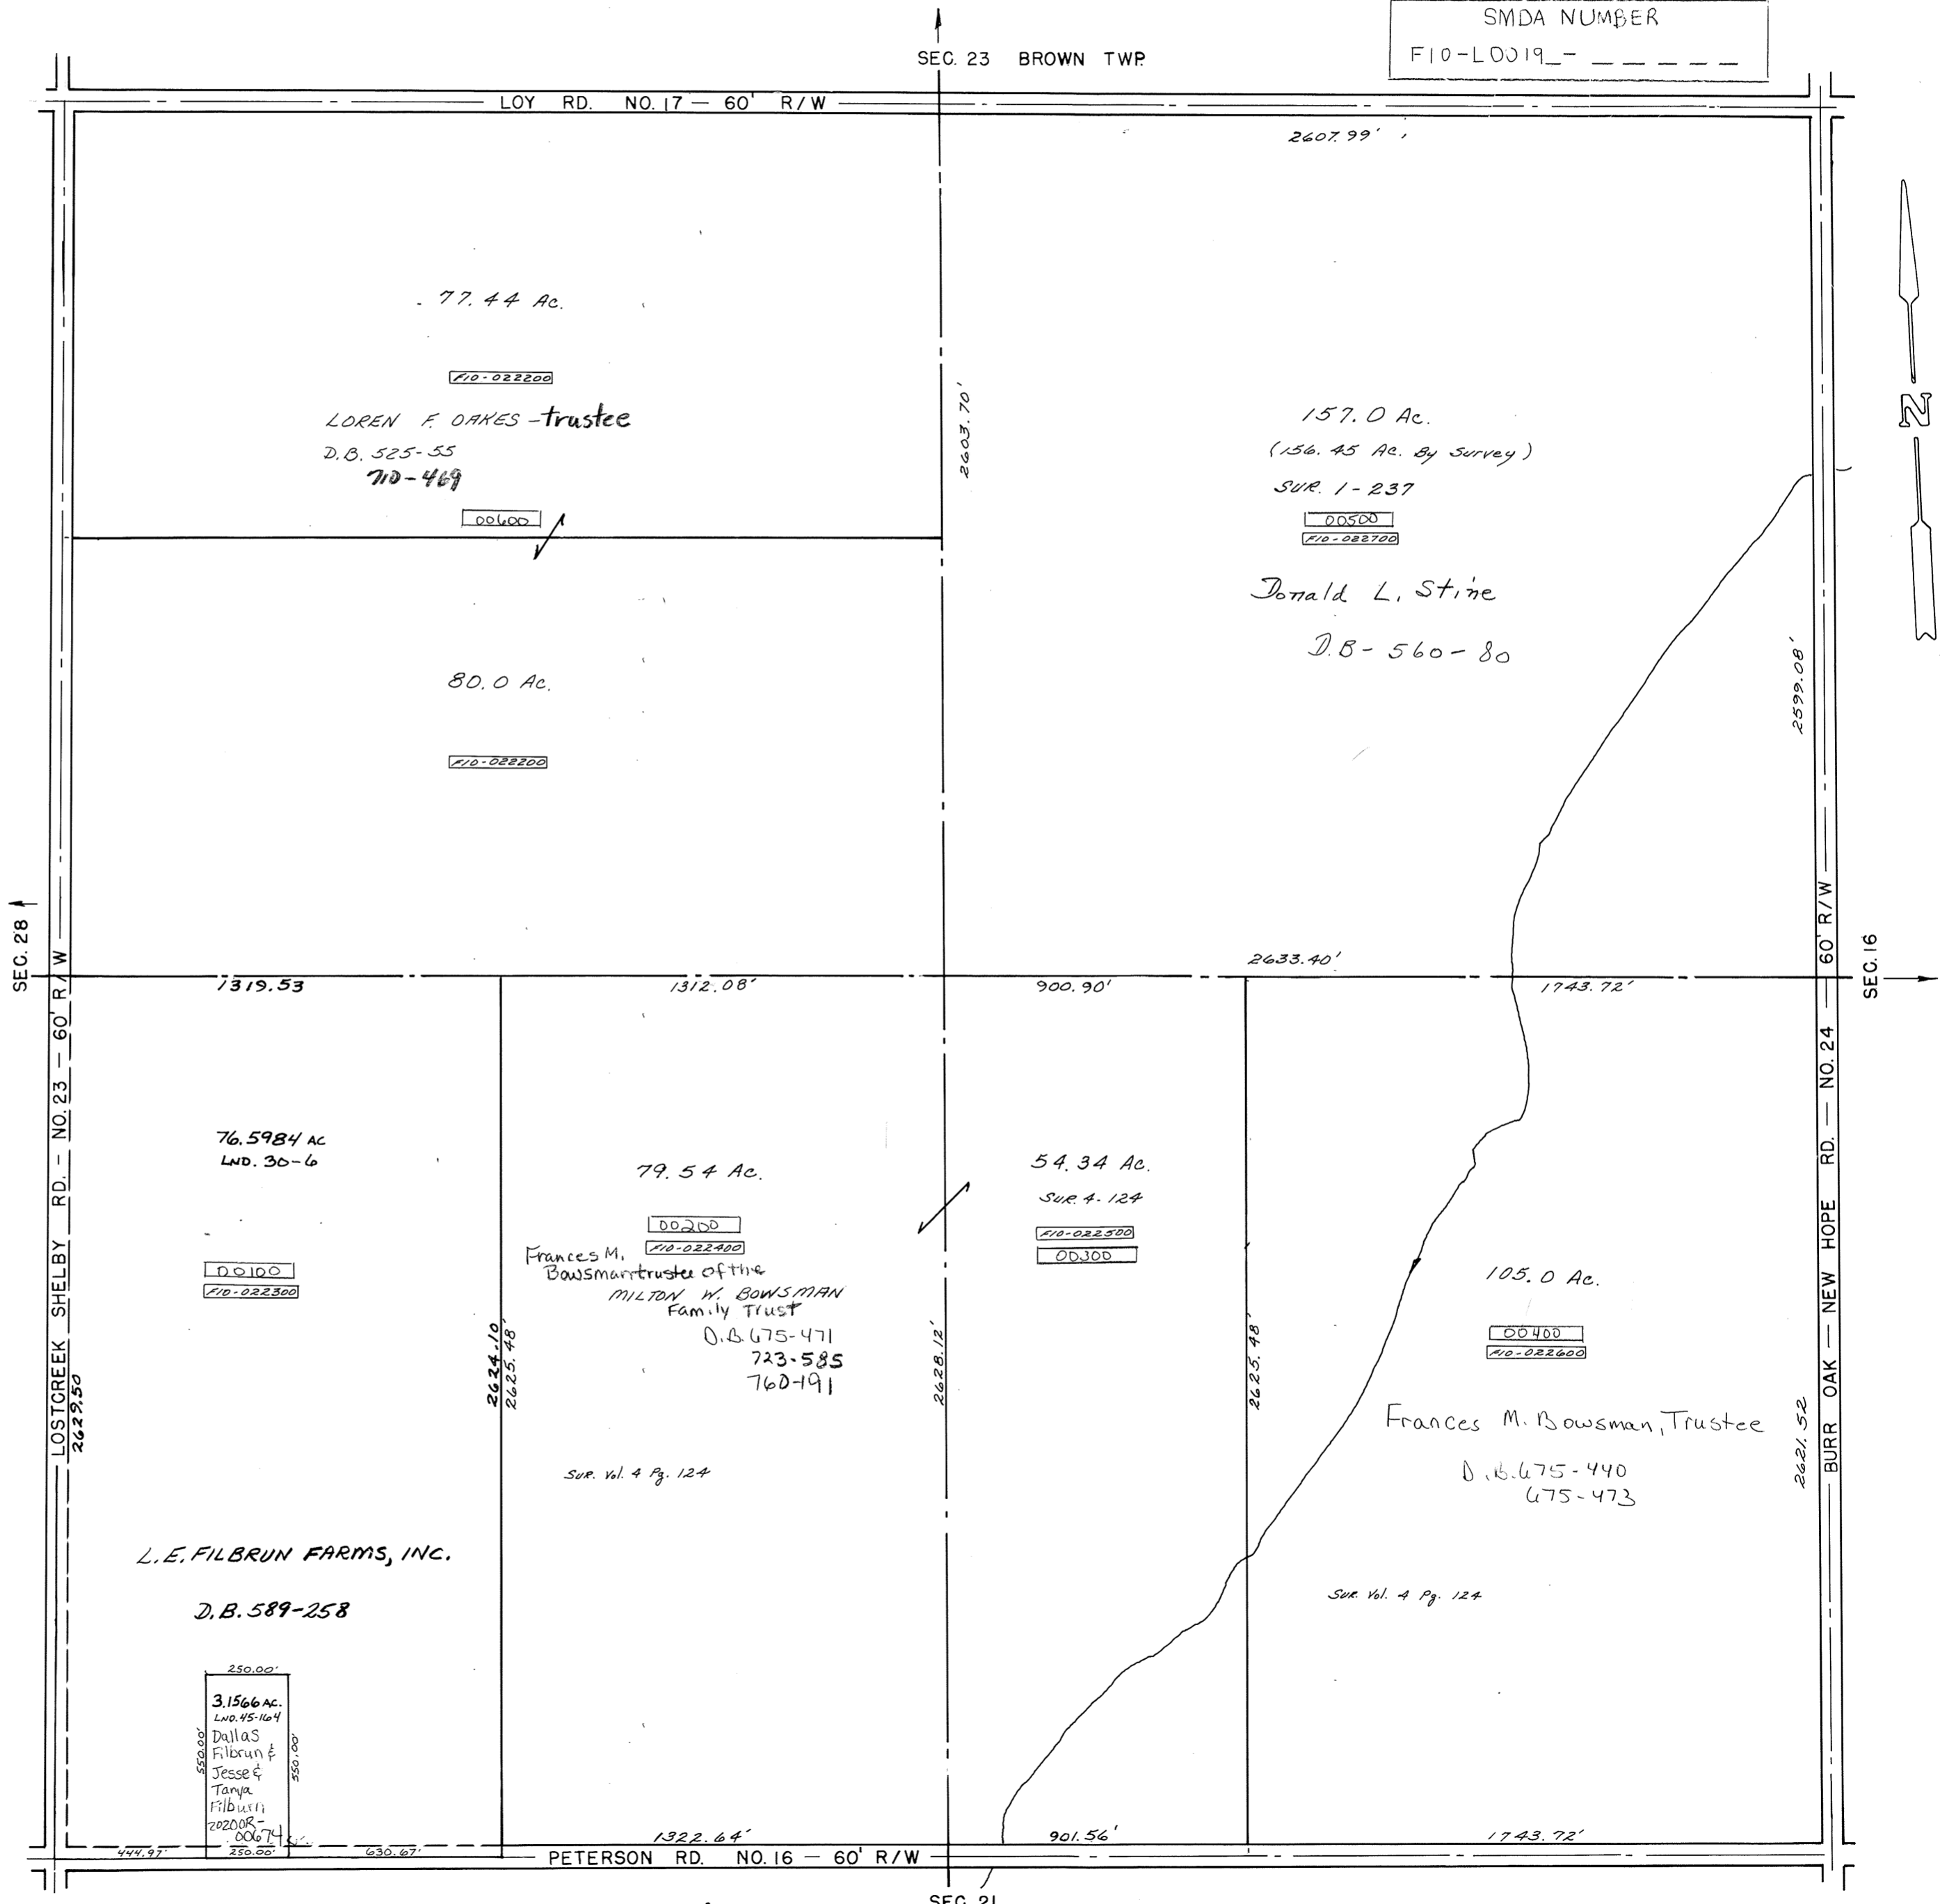 SMDA NUMBER
F10-L0019_- _ _ _ _ _
SEC. 23 BROWN TWP.
LOY RD. NO. 17 — 60' R/W
2607.99'
77.44 Ac.
F10-022200
LOREN F. OAKES - trustee
D.B. 525-55
710-469
00600
2603.70'
157.0 Ac.
(156.45 Ac. By Survey)
SUR. 1-237
00500
F10-022700
Donald L. Stine
D.B - 560-80
N
2599.08'
80.0 Ac.
F10-022200
SEC. 28
SEC. 16
2633.40'
1319.53
1312.08'
900.90'
1743.72'
LOSTCREEK SHELBY RD. - NO. 23 - 60' R/W
2629.50
BURR OAK — NEW HOPE RD. — NO. 24 — 60' R/W
2621.52
76.5984 AC
LND. 30-6
00100
F10-022300
2624.10
2625.48'
79.54 Ac.
00200
F10-022400
Frances M.
Bowsman trustee of the
MILTON W. BOWSMAN
Family Trust
D.B. 675-471
723-585
760-191
Sur. Vol. 4 Pg. 124
2628.12'
54.34 Ac.
SUR. 4-124
F10-022500
00300
2625.48'
105.0 Ac.
00400
F10-022600
Frances M. Bowsman, Trustee
D.B. 675-440
675-473
Sur. Vol. 4 Pg. 124
L.E. FILBRUN FARMS, INC.
D.B. 589-258
250.00'
3.1566 AC.
LND. 45-164
Dallas
Filbrun &
Jesse &
Tanya
Filburn
2020OR-
00674
550.00'
550.00'
444.97'
250.00'
630.67'
1322.64'
901.56'
1743.72'
PETERSON RD. NO. 16 — 60' R/W
SEC. 21